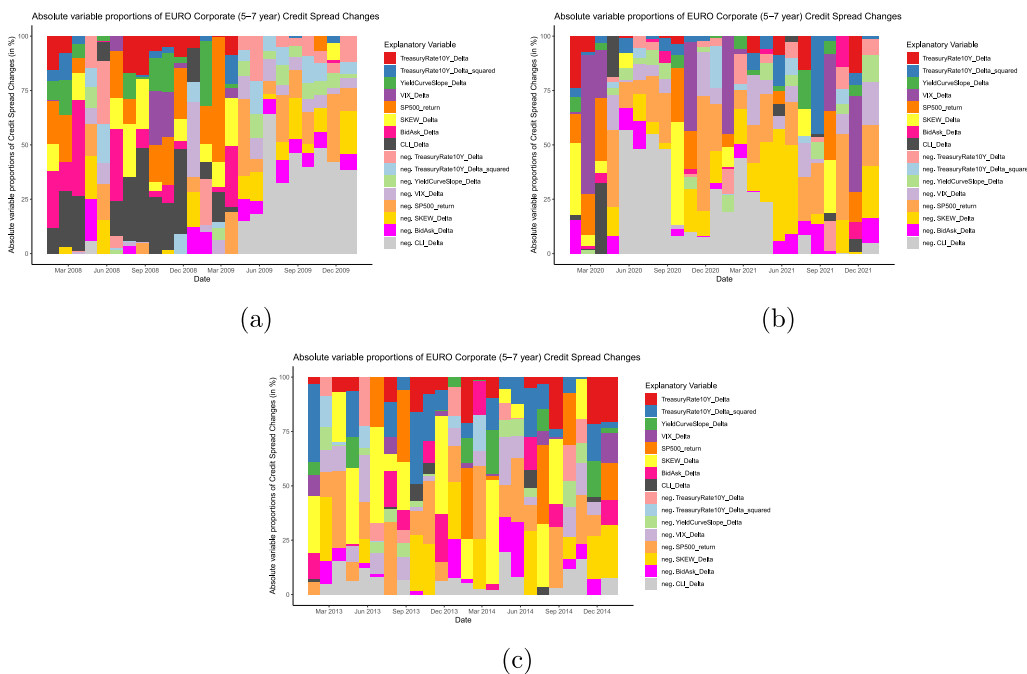 Absolute variable proportions of EURO Corporate (5−7 year) Credit Spread Changes
Absolute variable proportions of Credit Spread Changes (in %)
100
75
50
25
0
Mar 2008 Jun 2008 Sep 2008 Dec 2008 Mar 2009 Jun 2009 Sep 2009 Dec 2009
Date
Explanatory Variable
TreasuryRate10Y_Delta
TreasuryRate10Y_Delta_squared
YieldCurveSlope_Delta
VIX_Delta
SP500_return
SKEW_Delta
BidAsk_Delta
CLI_Delta
neg. TreasuryRate10Y_Delta
neg. TreasuryRate10Y_Delta_squared
neg. YieldCurveSlope_Delta
neg. VIX_Delta
neg. SP500_return
neg. SKEW_Delta
neg. BidAsk_Delta
neg. CLI_Delta
(a)
Absolute variable proportions of EURO Corporate (5−7 year) Credit Spread Changes
Absolute variable proportions of Credit Spread Changes (in %)
100
75
50
25
0
Mar 2020 Jun 2020 Sep 2020 Dec 2020 Mar 2021 Jun 2021 Sep 2021 Dec 2021
Date
Explanatory Variable
TreasuryRate10Y_Delta
TreasuryRate10Y_Delta_squared
YieldCurveSlope_Delta
VIX_Delta
SP500_return
SKEW_Delta
BidAsk_Delta
CLI_Delta
neg. TreasuryRate10Y_Delta
neg. TreasuryRate10Y_Delta_squared
neg. YieldCurveSlope_Delta
neg. VIX_Delta
neg. SP500_return
neg. SKEW_Delta
neg. BidAsk_Delta
neg. CLI_Delta
(b)
Absolute variable proportions of EURO Corporate (5−7 year) Credit Spread Changes
Absolute variable proportions of Credit Spread Changes (in %)
100
75
50
25
0
Mar 2013 Jun 2013 Sep 2013 Dec 2013 Mar 2014 Jun 2014 Sep 2014 Dec 2014
Date
Explanatory Variable
TreasuryRate10Y_Delta
TreasuryRate10Y_Delta_squared
YieldCurveSlope_Delta
VIX_Delta
SP500_return
SKEW_Delta
BidAsk_Delta
CLI_Delta
neg. TreasuryRate10Y_Delta
neg. TreasuryRate10Y_Delta_squared
neg. YieldCurveSlope_Delta
neg. VIX_Delta
neg. SP500_return
neg. SKEW_Delta
neg. BidAsk_Delta
neg. CLI_Delta
(c)